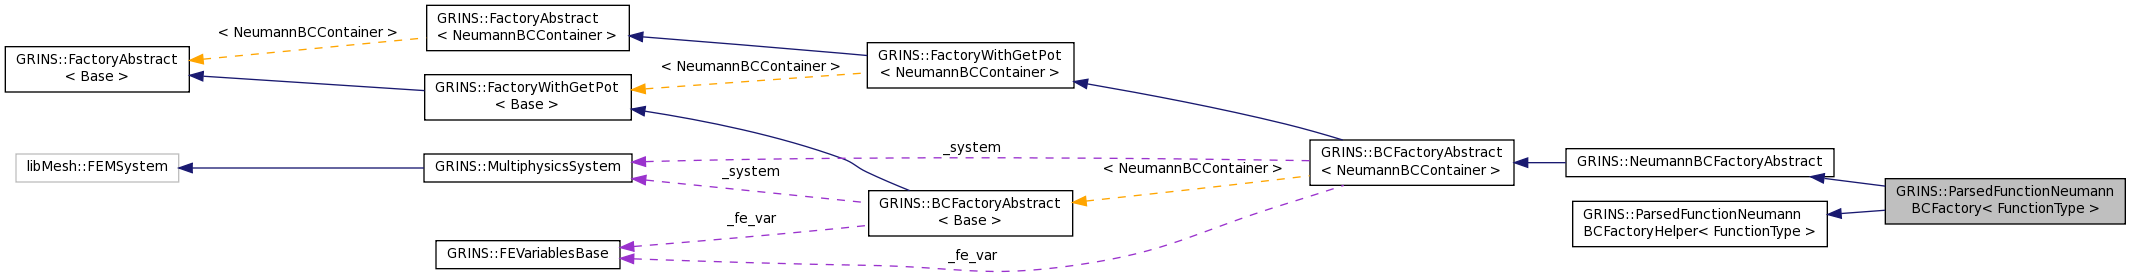 GRINS::FactoryAbstract
< Base >
< NeumannBCContainer >
GRINS::FactoryAbstract
< NeumannBCContainer >
GRINS::FactoryWithGetPot
< Base >
< NeumannBCContainer >
GRINS::FactoryWithGetPot
< NeumannBCContainer >
libMesh::FEMSystem
GRINS::MultiphysicsSystem
_system
_system
GRINS::BCFactoryAbstract
< Base >
_fe_var
GRINS::FEVariablesBase
_fe_var
< NeumannBCContainer >
GRINS::BCFactoryAbstract
< NeumannBCContainer >
GRINS::NeumannBCFactoryAbstract
GRINS::ParsedFunctionNeumann
BCFactoryHelper< FunctionType >
GRINS::ParsedFunctionNeumann
BCFactory< FunctionType >